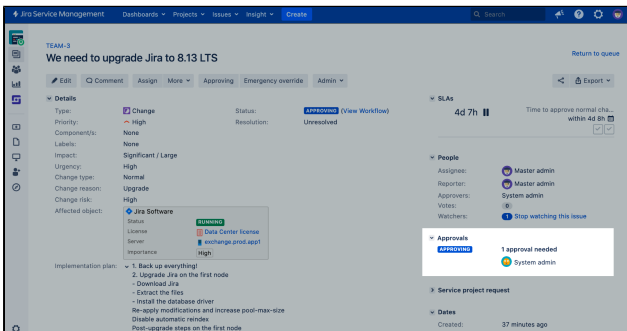 Jira Service Management Dashboards Projects Issues Insight Create Search
TEAM-3
We need to upgrade Jira to 8.13 LTS
Return to queue
Edit Comment Assign More Approving Emergency override Admin Export
Details
Type: Change Status: APPROVING (View Workflow)
Priority: High Resolution: Unresolved
Component/s: None
Labels: None
Impact: Significant / Large
Urgency: High
Change type: Normal
Change reason: Upgrade
Change risk: High
Affected object: Jira Software
Status RUNNING
License Data Center license
Server exchange.prod.app1
Importance High
Implementation plan: 1. Back up everything!
2. Upgrade Jira on the first node
- Download Jira
- Extract the files
- Install the database driver
Re-apply modifications and increase pool-max-size
Disable automatic reindex
Post-upgrade steps on the first node
SLAs
4d 7h Time to approve normal cha...
within 4d 8h
People
Assignee: Master admin
Reporter: Master admin
Approvers: System admin
Votes: 0
Watchers: 1 Stop watching this issue
Approvals
APPROVING 1 approval needed
System admin
Service project request
Dates
Created: 37 minutes ago